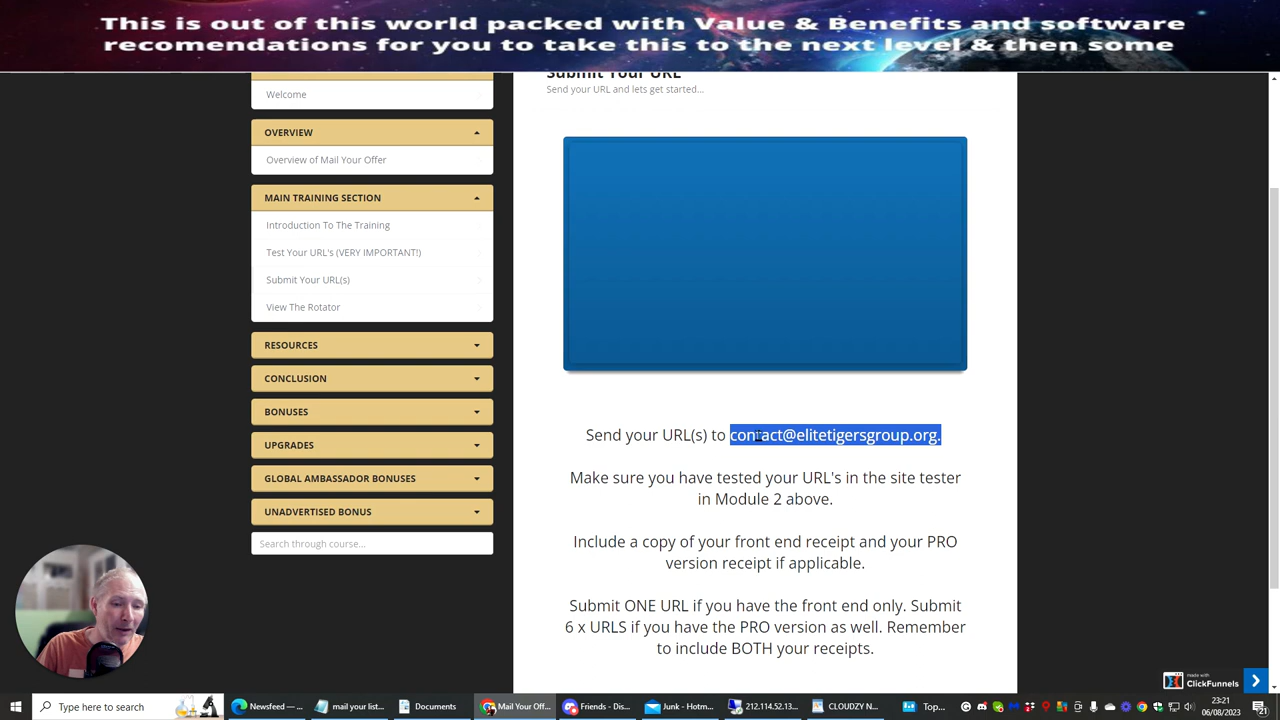 This is out of this world packed with Value & Benefits and software
recomendations for you to take this to the next level & then some
Submit Your URL
Send your URL and lets get started...
Welcome
OVERVIEW
Overview of Mail Your Offer
MAIN TRAINING SECTION
Introduction To The Training
Test Your URL's (VERY IMPORTANT!)
Submit Your URL(s)
View The Rotator
RESOURCES
CONCLUSION
BONUSES
UPGRADES
GLOBAL AMBASSADOR BONUSES
UNADVERTISED BONUS
Search through course...
Send your URL(s) to contact@elitetigersgroup.org.
Make sure you have tested your URL's in the site tester
in Module 2 above.
Include a copy of your front end receipt and your PRO
version receipt if applicable.
Submit ONE URL if you have the front end only. Submit
6 x URLS if you have the PRO version as well. Remember
to include BOTH your receipts.
made with
ClickFunnels
Type here to search
Newsfeed — ...
mail your list...
Documents
Mail Your Off...
Friends - Dis...
Junk - Hotm...
212.114.52.13...
CLOUDZY N...
Top...
23:21
06/08/2023